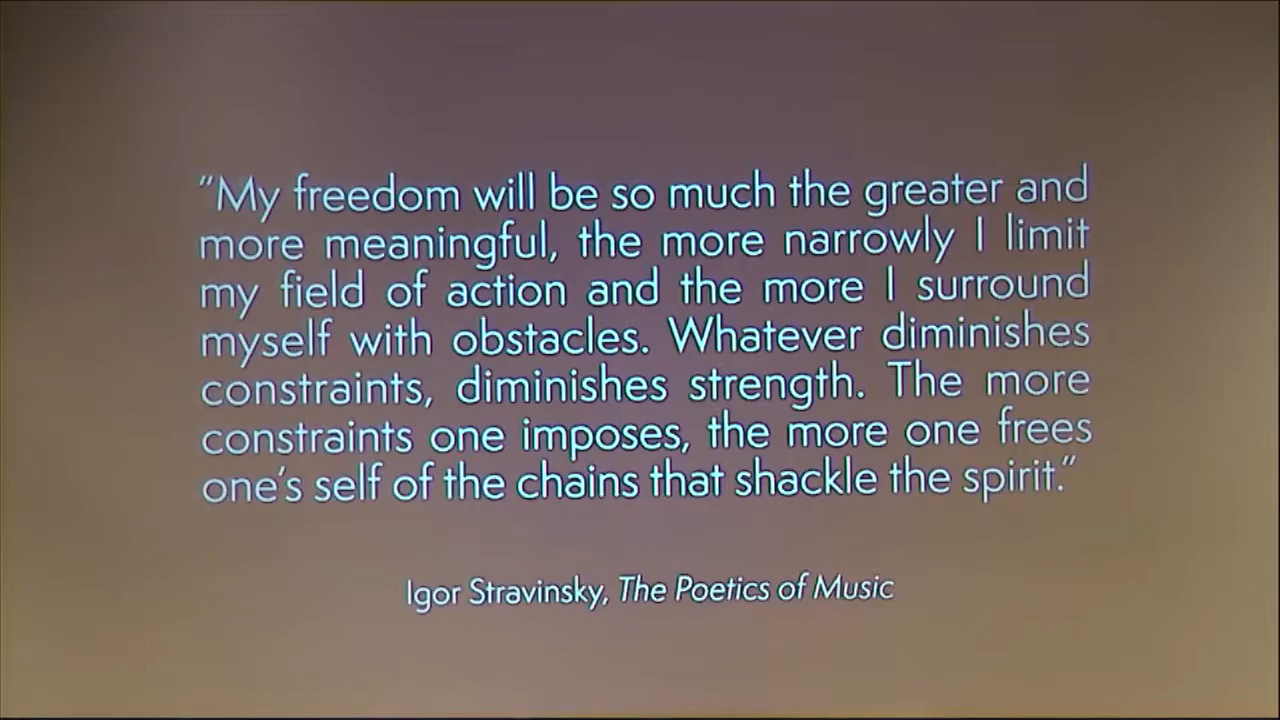 “My freedom will be so much the greater and
more meaningful, the more narrowly I limit
my field of action and the more I surround
myself with obstacles. Whatever diminishes
constraints, diminishes strength. The more
constraints one imposes, the more one frees
one’s self of the chains that shackle the spirit.”
Igor Stravinsky, The Poetics of Music